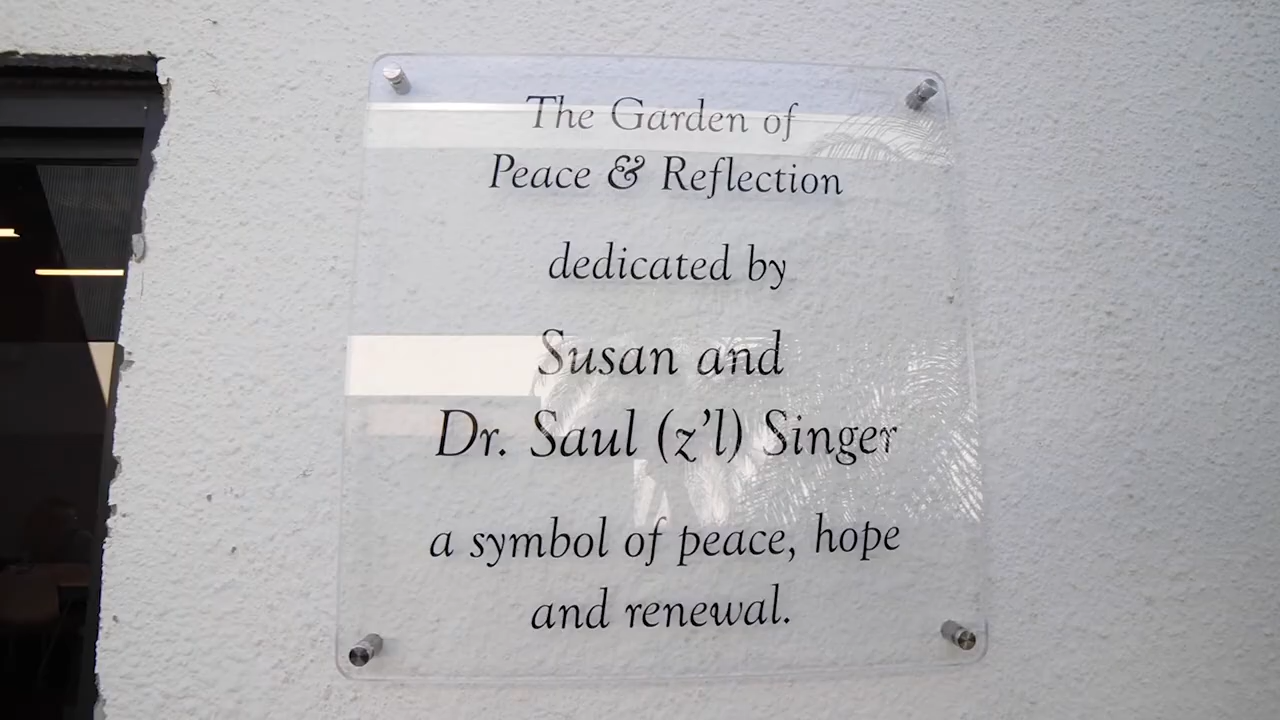 The Garden of
Peace & Reflection
dedicated by
Susan and
Dr. Saul (z’l) Singer
a symbol of peace, hope
and renewal.